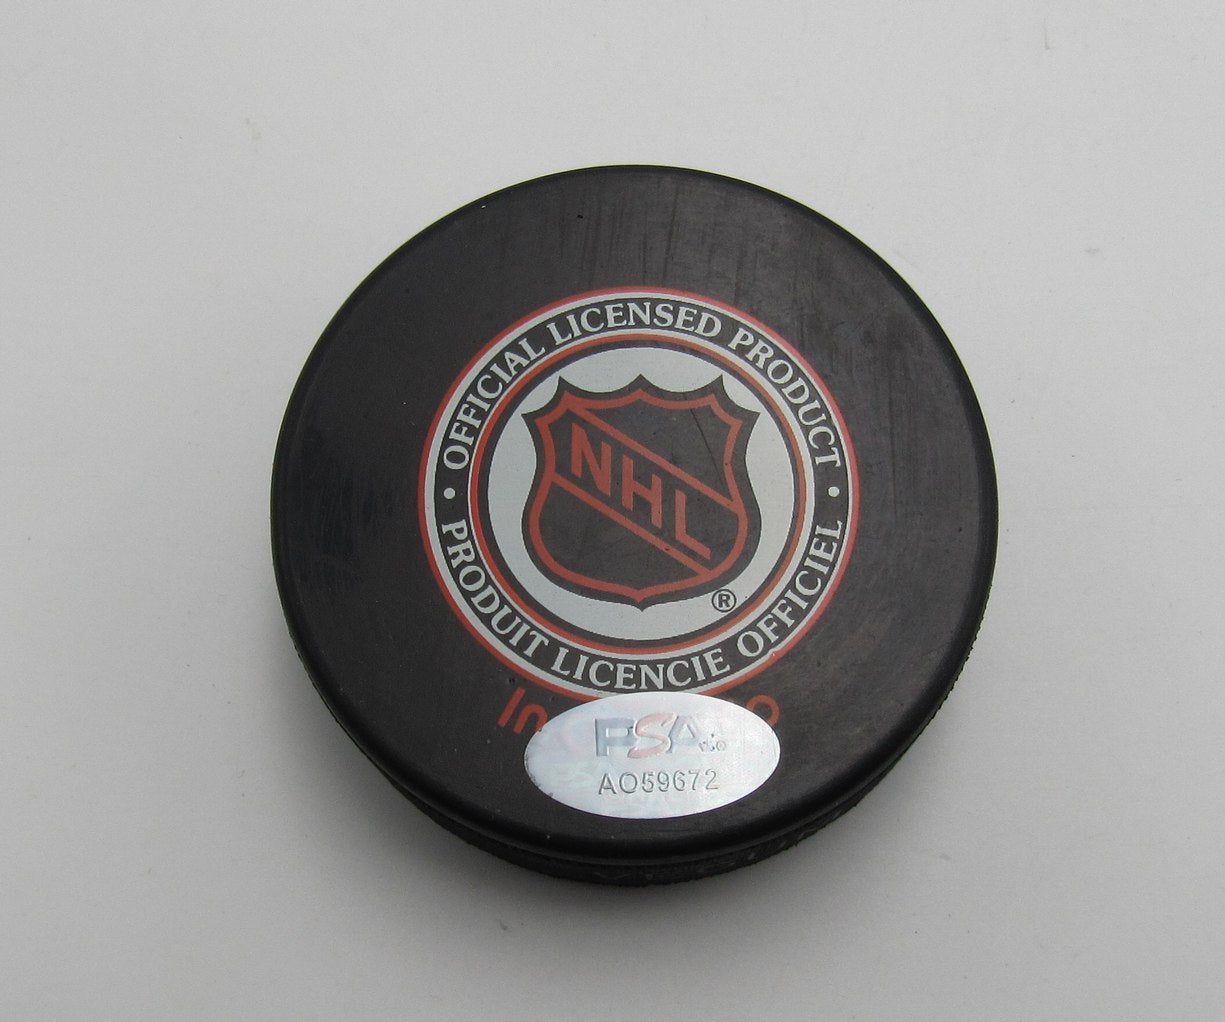 OFFICIAL LICENSED PRODUCT
NHL
®
• PRODUIT LICENCIE OFFICIEL •
PSA
AO59672